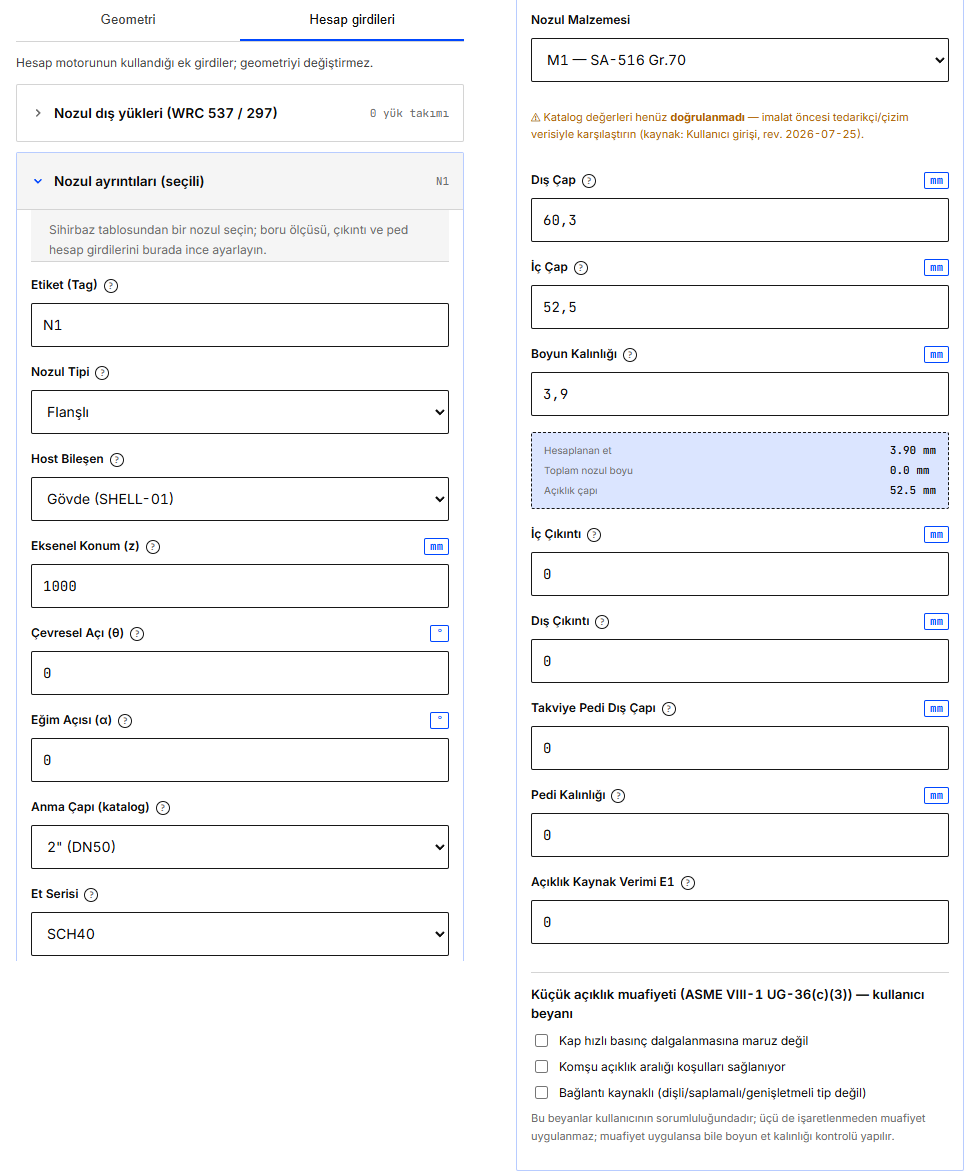 Geometri
Hesap girdileri
Hesap motorunun kullandığı ek girdiler; geometriyi değiştirmez.
Nozul dış yükleri (WRC 537 / 297)
0 yük takımı
Nozul ayrıntıları (seçili)
N1
Sihirbaz tablosundan bir nozul seçin; boru ölçüsü, çıkıntı ve ped
hesap girdilerini burada ince ayarlayın.
Etiket (Tag) ?
N1
Nozul Tipi ?
Flanşlı
Host Bileşen ?
Gövde (SHELL-01)
Eksenel Konum (z) ?
mm
1000
Çevresel Açı (θ) ?
°
0
Eğim Açısı (α) ?
°
0
Anma Çapı (katalog) ?
2" (DN50)
Et Serisi ?
SCH40
Nozul Malzemesi
M1 — SA-516 Gr.70
⚠ Katalog değerleri henüz doğrulanmadı — imalat öncesi tedarikçi/çizim
verisiyle karşılaştırın (kaynak: Kullanıcı girişi, rev. 2026-07-25).
Dış Çap ?
mm
60,3
İç Çap ?
mm
52,5
Boyun Kalınlığı ?
mm
3,9
Hesaplanan et
3.90 mm
Toplam nozul boyu
0.0 mm
Açıklık çapı
52.5 mm
İç Çıkıntı ?
mm
0
Dış Çıkıntı ?
mm
0
Takviye Pedi Dış Çapı ?
mm
0
Pedi Kalınlığı ?
mm
0
Açıklık Kaynak Verimi E1 ?
0
Küçük açıklık muafiyeti (ASME VIII-1 UG-36(c)(3)) — kullanıcı
beyanı
Kap hızlı basınç dalgalanmasına maruz değil
Komşu açıklık aralığı koşulları sağlanıyor
Bağlantı kaynaklı (dişli/saplamalı/genişletmeli tip değil)
Bu beyanlar kullanıcının sorumluluğundadır; üçü de işaretlenmeden muafiyet
uygulanmaz; muafiyet uygulansa bile boyun et kalınlığı kontrolü yapılır.